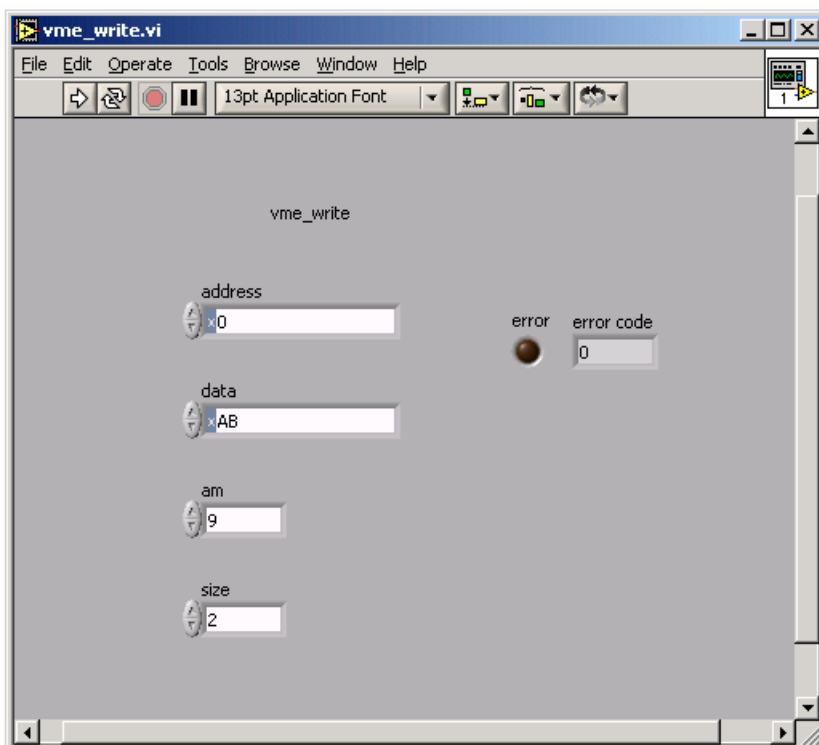 vme_write.vi
File Edit Operate Tools Browse Window Help
13pt Application Font
1
vme_write
address
x0
error error code
0
data
xAB
am
9
size
2